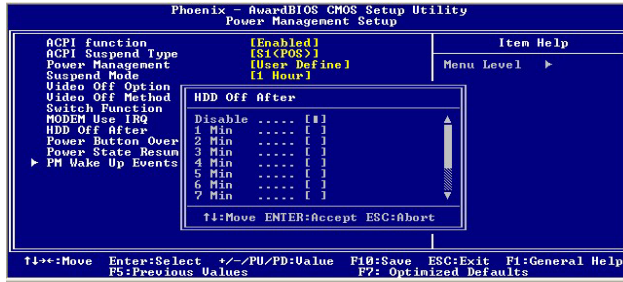 Phoenix - AwardBIOS CMOS Setup Utility
Power Management Setup
ACPI function [Enabled]
ACPI Suspend Type [S1(POS)]
Power Management [User Define]
Suspend Mode [1 Hour]
Video Off Option
Video Off Method
Switch Function
MODEM Use IRQ
HDD Off After
Power Button Over
Power State Resum
► PM Wake Up Events
Item Help
Menu Level ►
HDD Off After
Disable ..... [▮]
1 Min ..... [ ]
2 Min ..... [ ]
3 Min ..... [ ]
4 Min ..... [ ]
5 Min ..... [ ]
6 Min ..... [ ]
7 Min ..... [ ]
↑↓:Move ENTER:Accept ESC:Abort
↑↓→←:Move Enter:Select +/-/PU/PD:Value F10:Save ESC:Exit F1:General Help
F5:Previous Values F7: Optimized Defaults